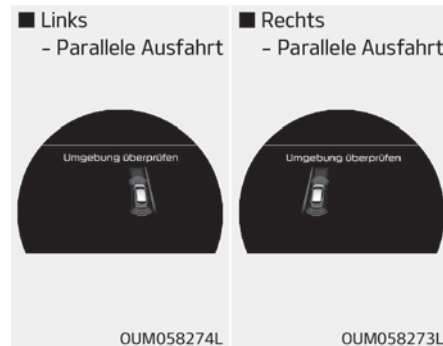 ■ Links
- Parallele Ausfahrt
Umgebung überprüfen
OUM058274L
■ Rechts
- Parallele Ausfahrt
Umgebung überprüfen
OUM058273L